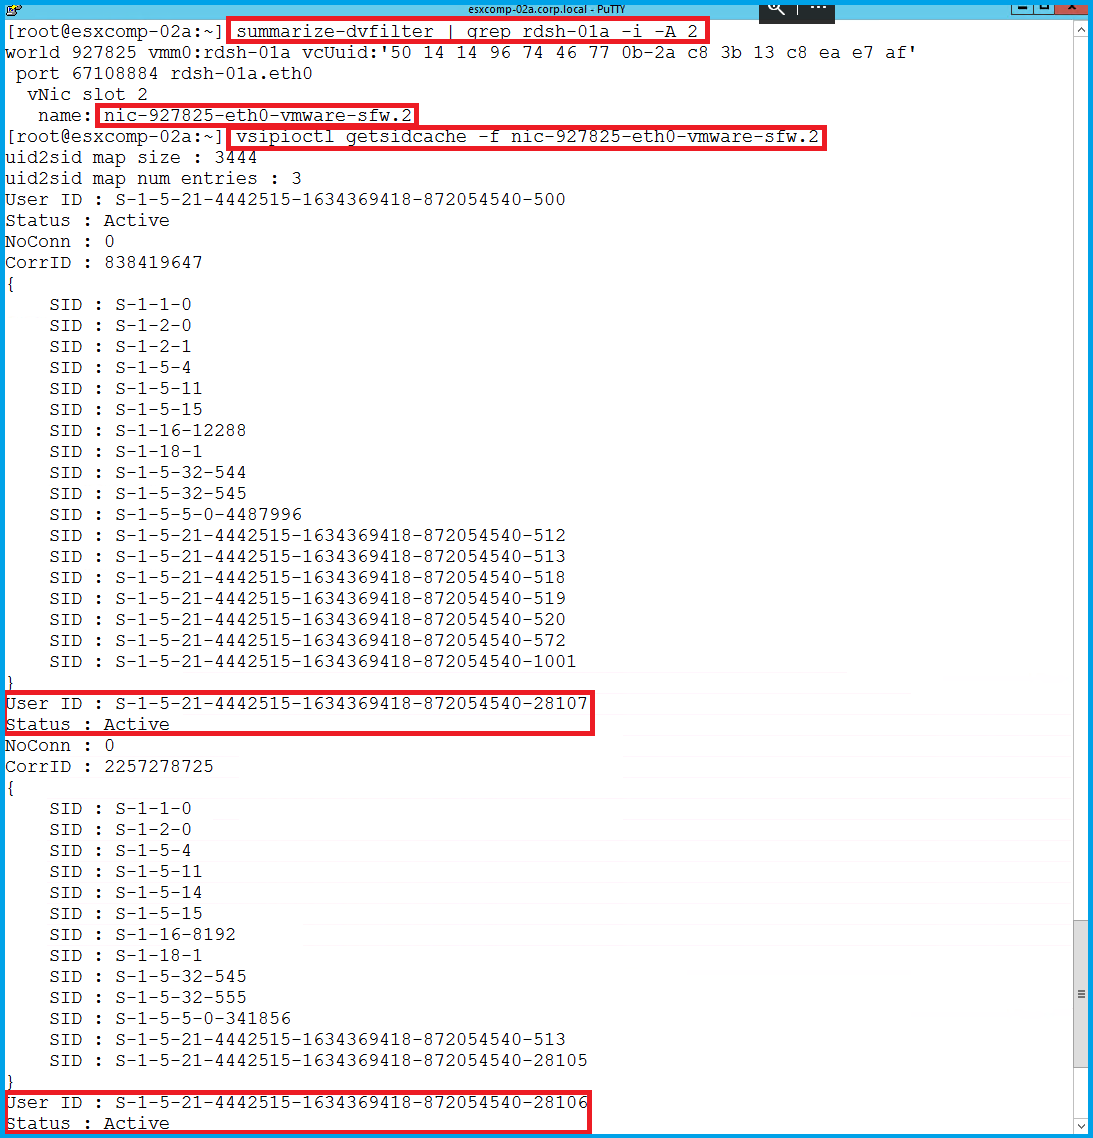 esxcomp-02a.corp.local - PuTTY
[root@esxcomp-02a:~] summarize-dvfilter | grep rdsh-01a -i -A 2
world 927825 vmm0:rdsh-01a vcUuid:'50 14 14 96 74 46 77 0b-2a c8 3b 13 c8 ea e7 af'
port 67108884 rdsh-01a.eth0
vNic slot 2
name: nic-927825-eth0-vmware-sfw.2
[root@esxcomp-02a:~] vsipioctl getsidcache -f nic-927825-eth0-vmware-sfw.2
uid2sid map size : 3444
uid2sid map num entries : 3
User ID : S-1-5-21-4442515-1634369418-872054540-500
Status : Active
NoConn : 0
CorrID : 838419647
{
SID : S-1-1-0
SID : S-1-2-0
SID : S-1-2-1
SID : S-1-5-4
SID : S-1-5-11
SID : S-1-5-15
SID : S-1-16-12288
SID : S-1-18-1
SID : S-1-5-32-544
SID : S-1-5-32-545
SID : S-1-5-5-0-4487996
SID : S-1-5-21-4442515-1634369418-872054540-512
SID : S-1-5-21-4442515-1634369418-872054540-513
SID : S-1-5-21-4442515-1634369418-872054540-518
SID : S-1-5-21-4442515-1634369418-872054540-519
SID : S-1-5-21-4442515-1634369418-872054540-520
SID : S-1-5-21-4442515-1634369418-872054540-572
SID : S-1-5-21-4442515-1634369418-872054540-1001
}
User ID : S-1-5-21-4442515-1634369418-872054540-28107
Status : Active
NoConn : 0
CorrID : 2257278725
{
SID : S-1-1-0
SID : S-1-2-0
SID : S-1-5-4
SID : S-1-5-11
SID : S-1-5-14
SID : S-1-5-15
SID : S-1-16-8192
SID : S-1-18-1
SID : S-1-5-32-545
SID : S-1-5-32-555
SID : S-1-5-5-0-341856
SID : S-1-5-21-4442515-1634369418-872054540-513
SID : S-1-5-21-4442515-1634369418-872054540-28105
}
User ID : S-1-5-21-4442515-1634369418-872054540-28106
Status : Active